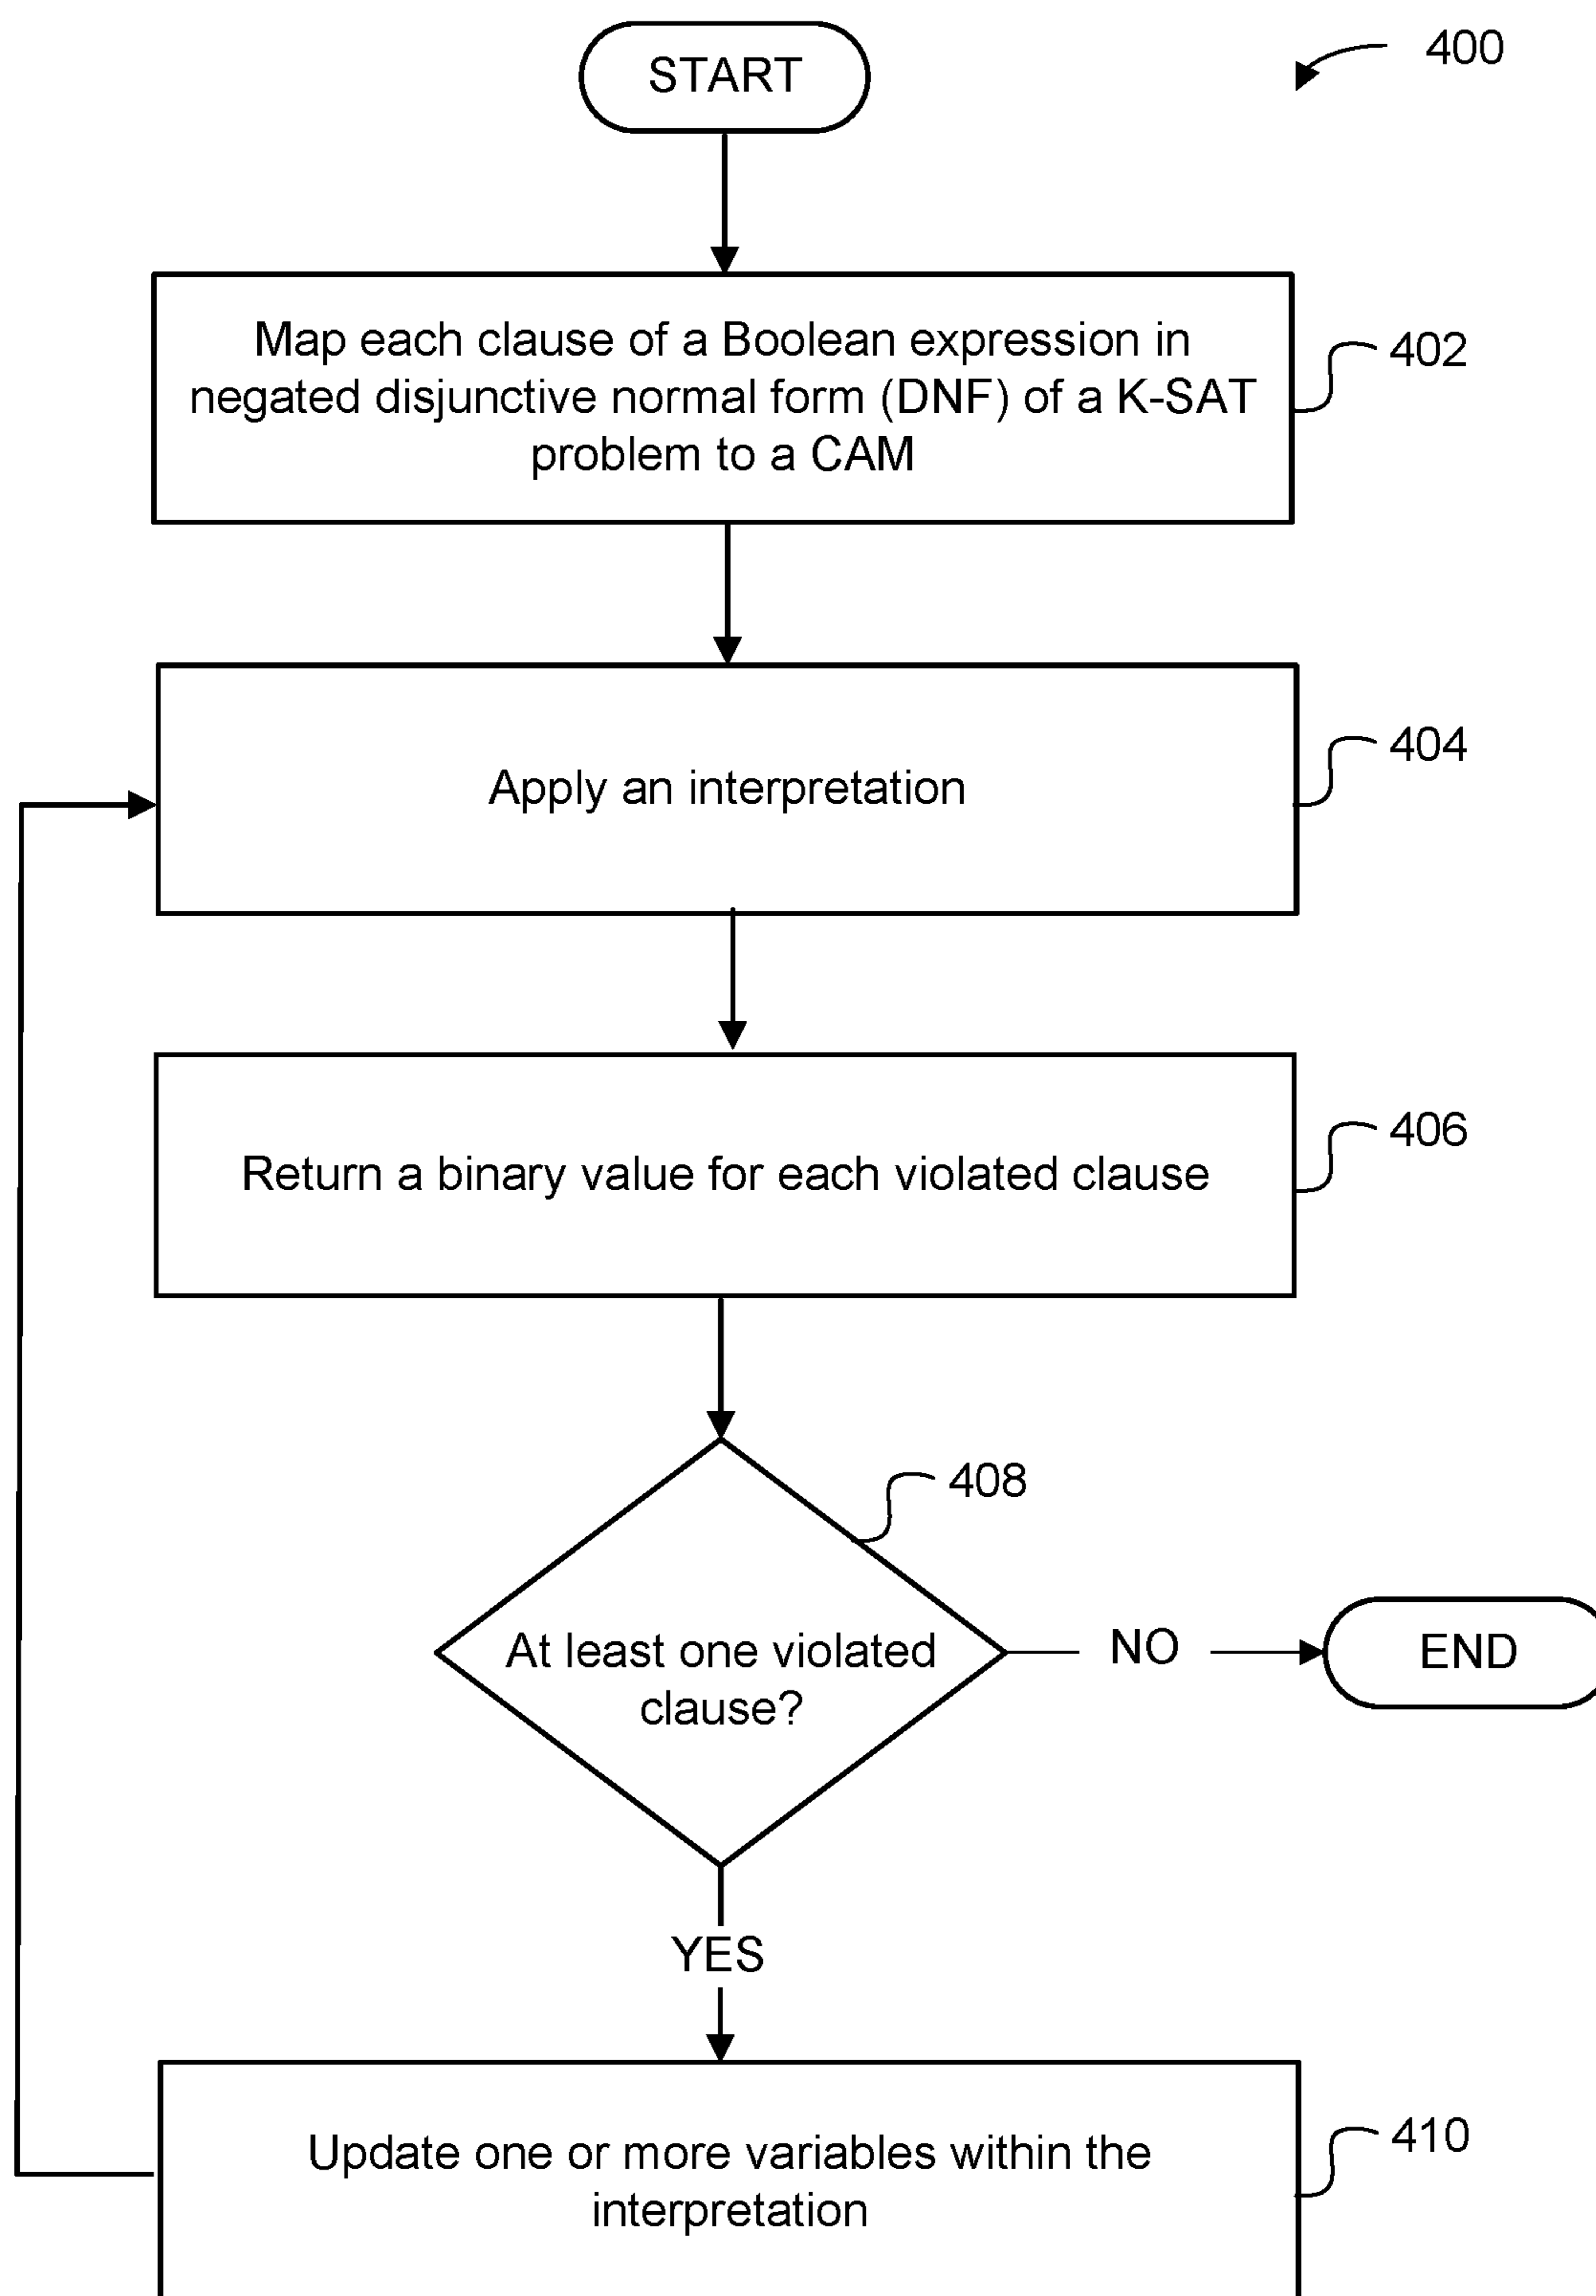 START
400
Map each clause of a Boolean expression in
negated disjunctive normal form (DNF) of a K-SAT
problem to a CAM
402
Apply an interpretation
404
Return a binary value for each violated clause
406
408
At least one violated
clause?
NO
END
YES
Update one or more variables within the
interpretation
410